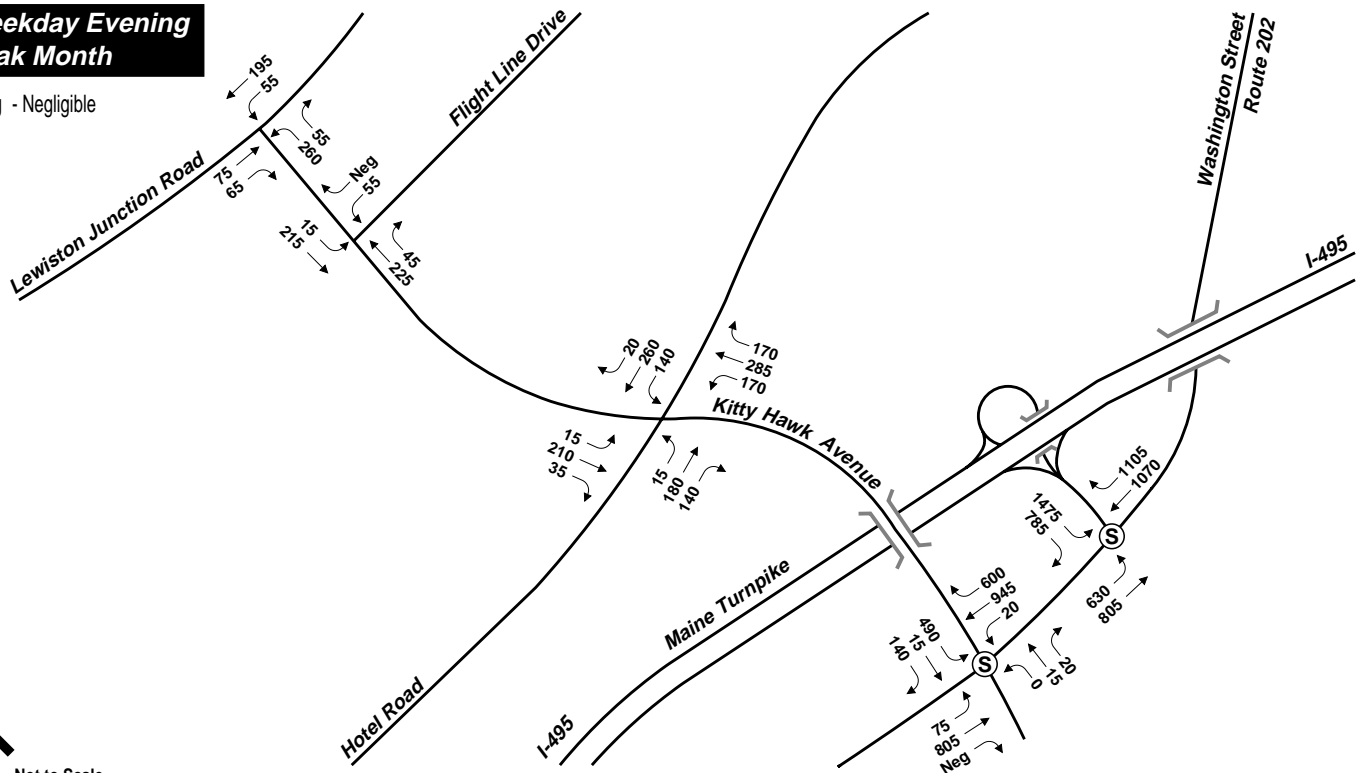 eekday Evening
ak Month
- Negligible
195
55
55
260
75
65
Lewiston Junction Road
Flight Line Drive
Neg
55
15
215
45
225
Washington Street
Route 202
I-495
20
260
140
170
285
170
Kitty Hawk Avenue
15
210
35
15
180
140
1105
1070
1475
785
S
630
805
Maine Turnpike
600
945
20
490
15
140
S
0
15
20
75
805
Neg
Hotel Road
I-495
Not to Scale